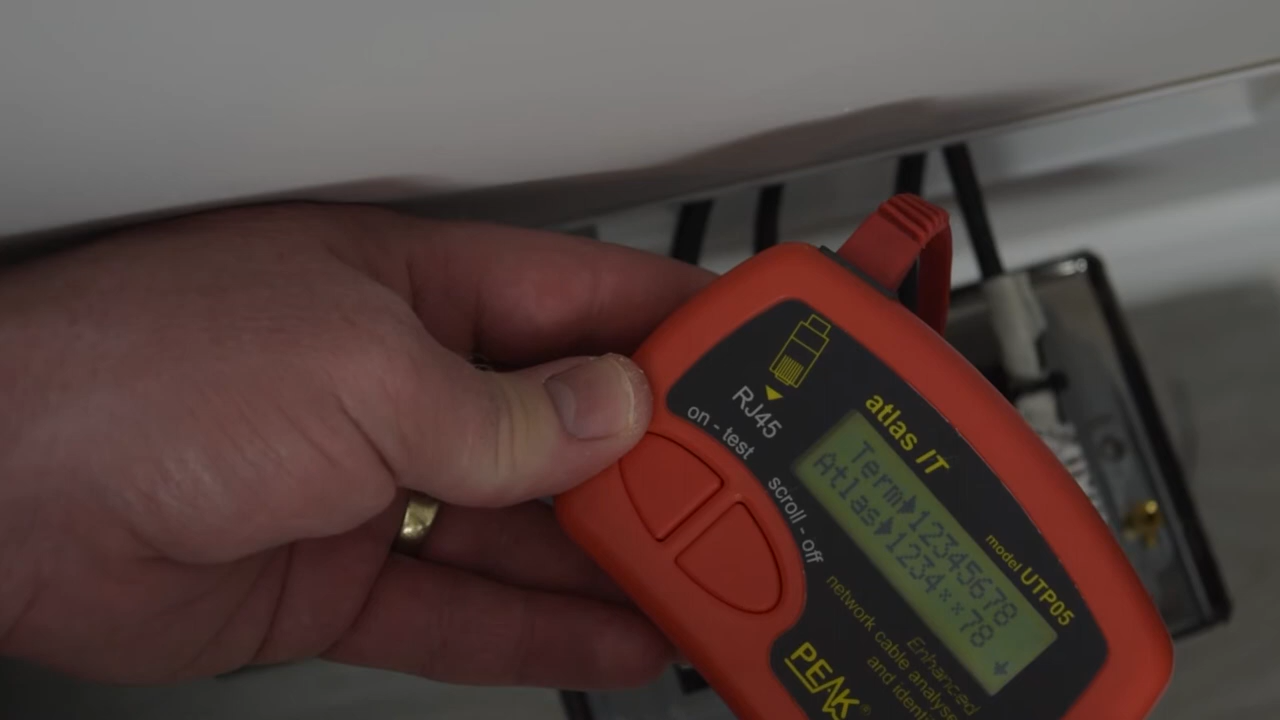 RJ45
on - test
scroll - off
atlas IT
Term▶12345678
Atlas▶1234××78
model UTP05
Enhanced
network cable analyse
and identi
PEAK®